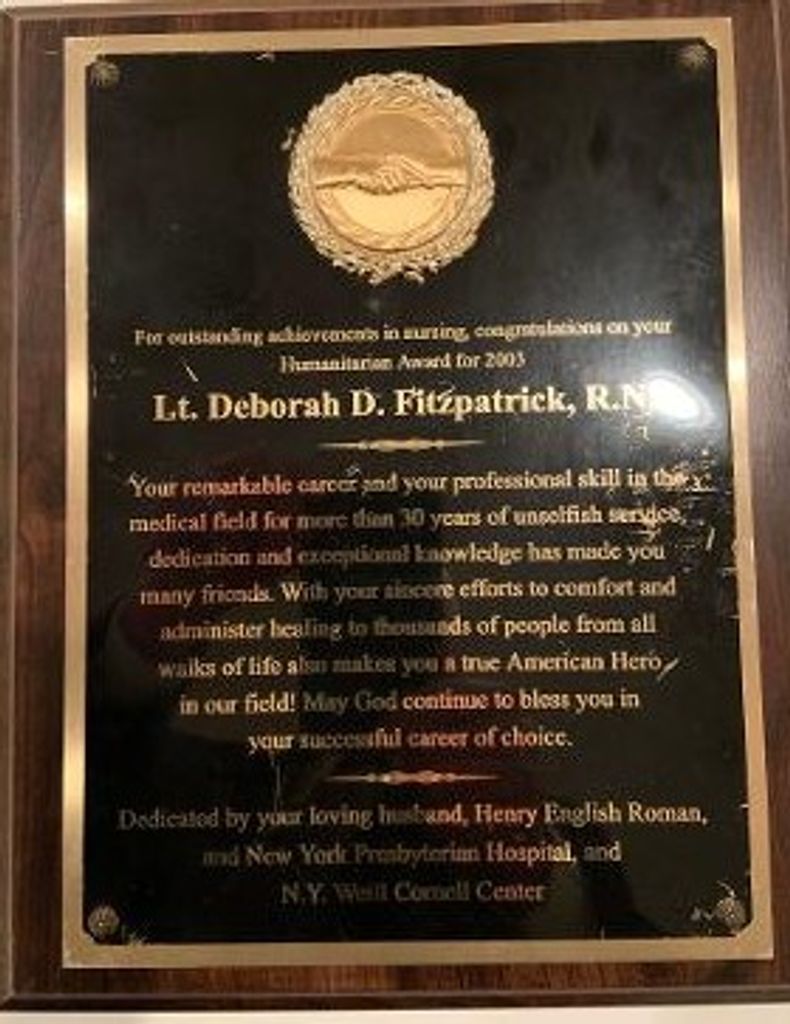 For outstanding achievements in nursing, congratulations on your
Humanitarian Award for 2003
Lt. Deborah D. Fitzpatrick, R.N.
Your remarkable career and your professional skill in the
medical field for more than 30 years of unselfish service,
dedication and exceptional knowledge has made you
many friends. With your sincere efforts to comfort and
administer healing to thousands of people from all
walks of life also makes you a true American Hero
in our field! May God continue to bless you in
your successful career of choice.
Dedicated by your loving husband, Henry English Roman,
and New York Presbyterian Hospital, and
N.Y. Weill Cornell Center